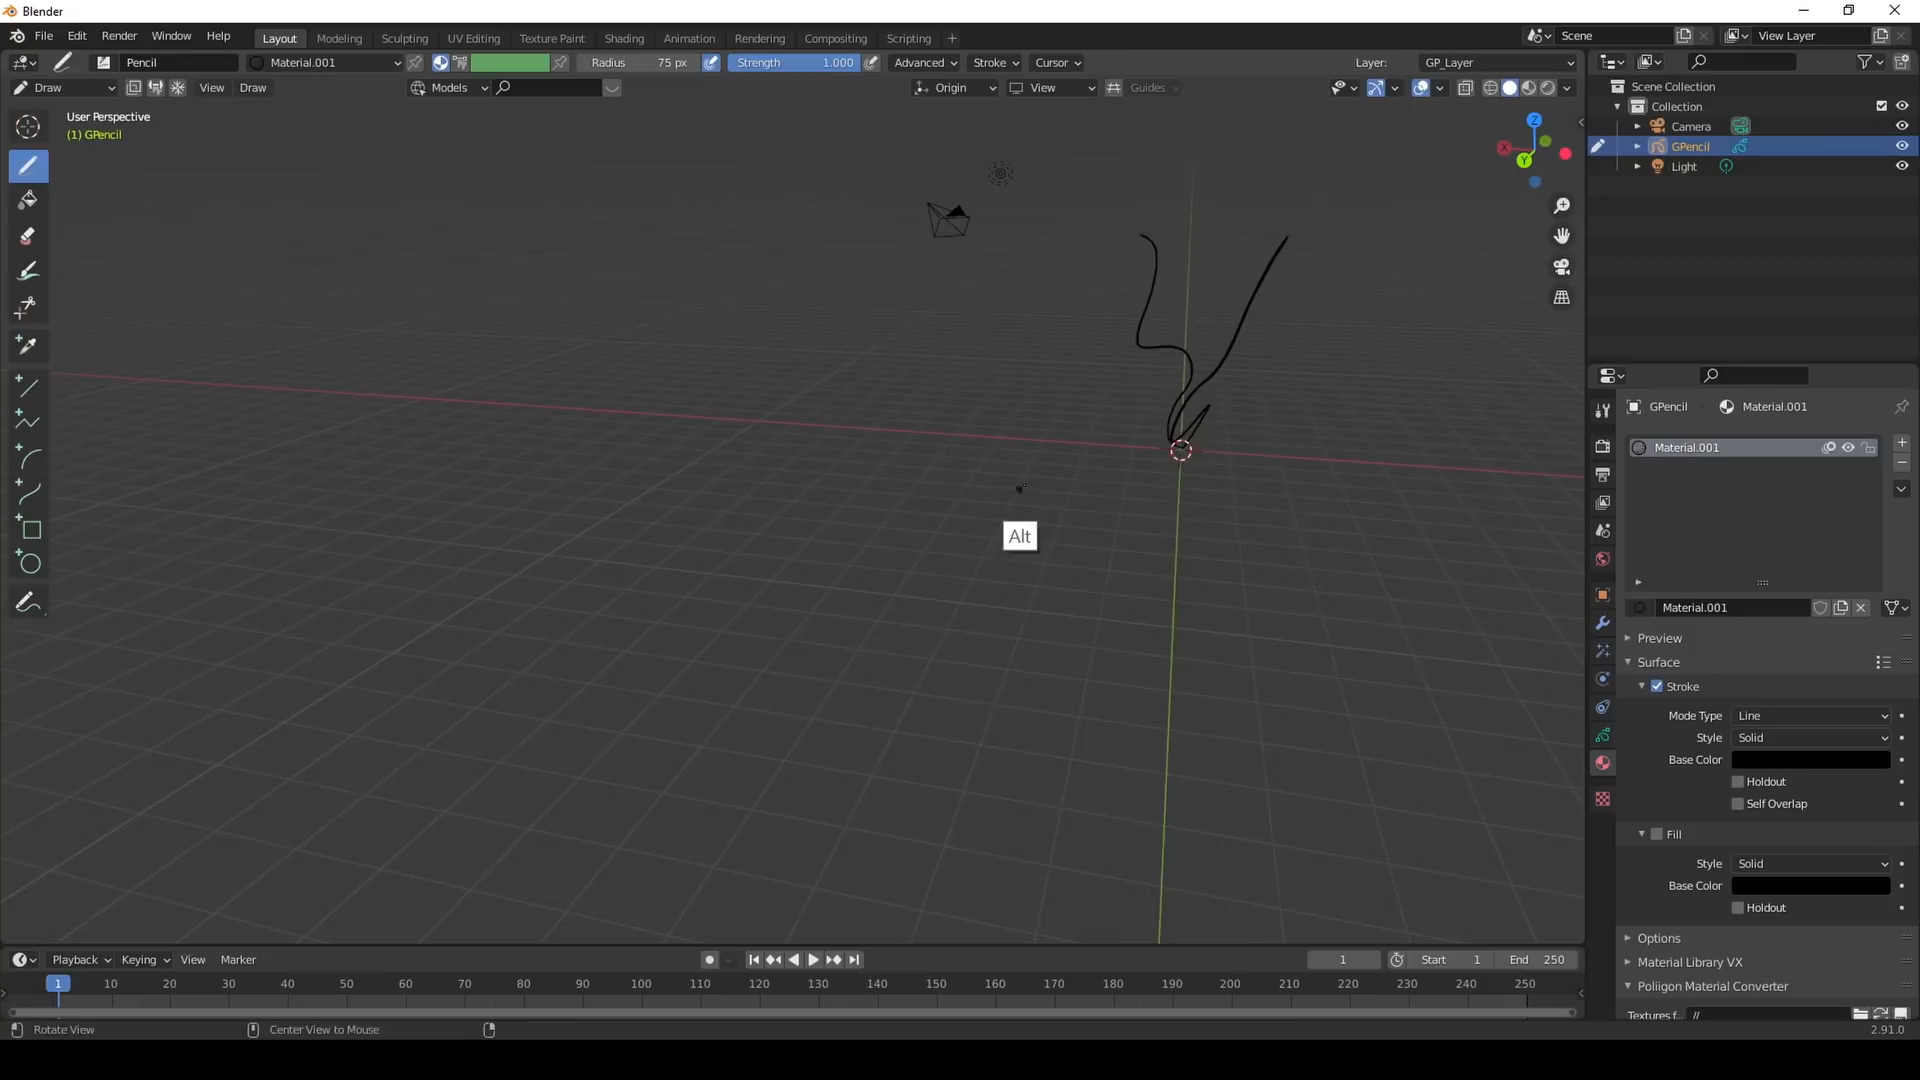 Blender
File Edit Render Window Help Layout Modeling Sculpting UV Editing Texture Paint Shading Animation Rendering Compositing Scripting + Scene View Layer
Pencil Material.001 Radius 75 px Strength 1.000 Advanced Stroke Cursor Layer: GP_Layer
Draw View Draw Models Origin View Guides
Scene Collection
Collection
Camera
GPencil
Light
User Perspective
(1) GPencil
Z
X
Y
Alt
GPencil Material.001
Material.001
Material.001
Preview
Surface
Stroke
Mode Type Line
Style Solid
Base Color
Holdout
Self Overlap
Fill
Style Solid
Base Color
Holdout
Options
Material Library VX
Poliigon Material Converter
Textures f.. //
Playback Keying View Marker 1 Start 1 End 250
1 10 20 30 40 50 60 70 80 90 100 110 120 130 140 150 160 170 180 190 200 210 220 230 240 250
Rotate View Center View to Mouse 2.91.0